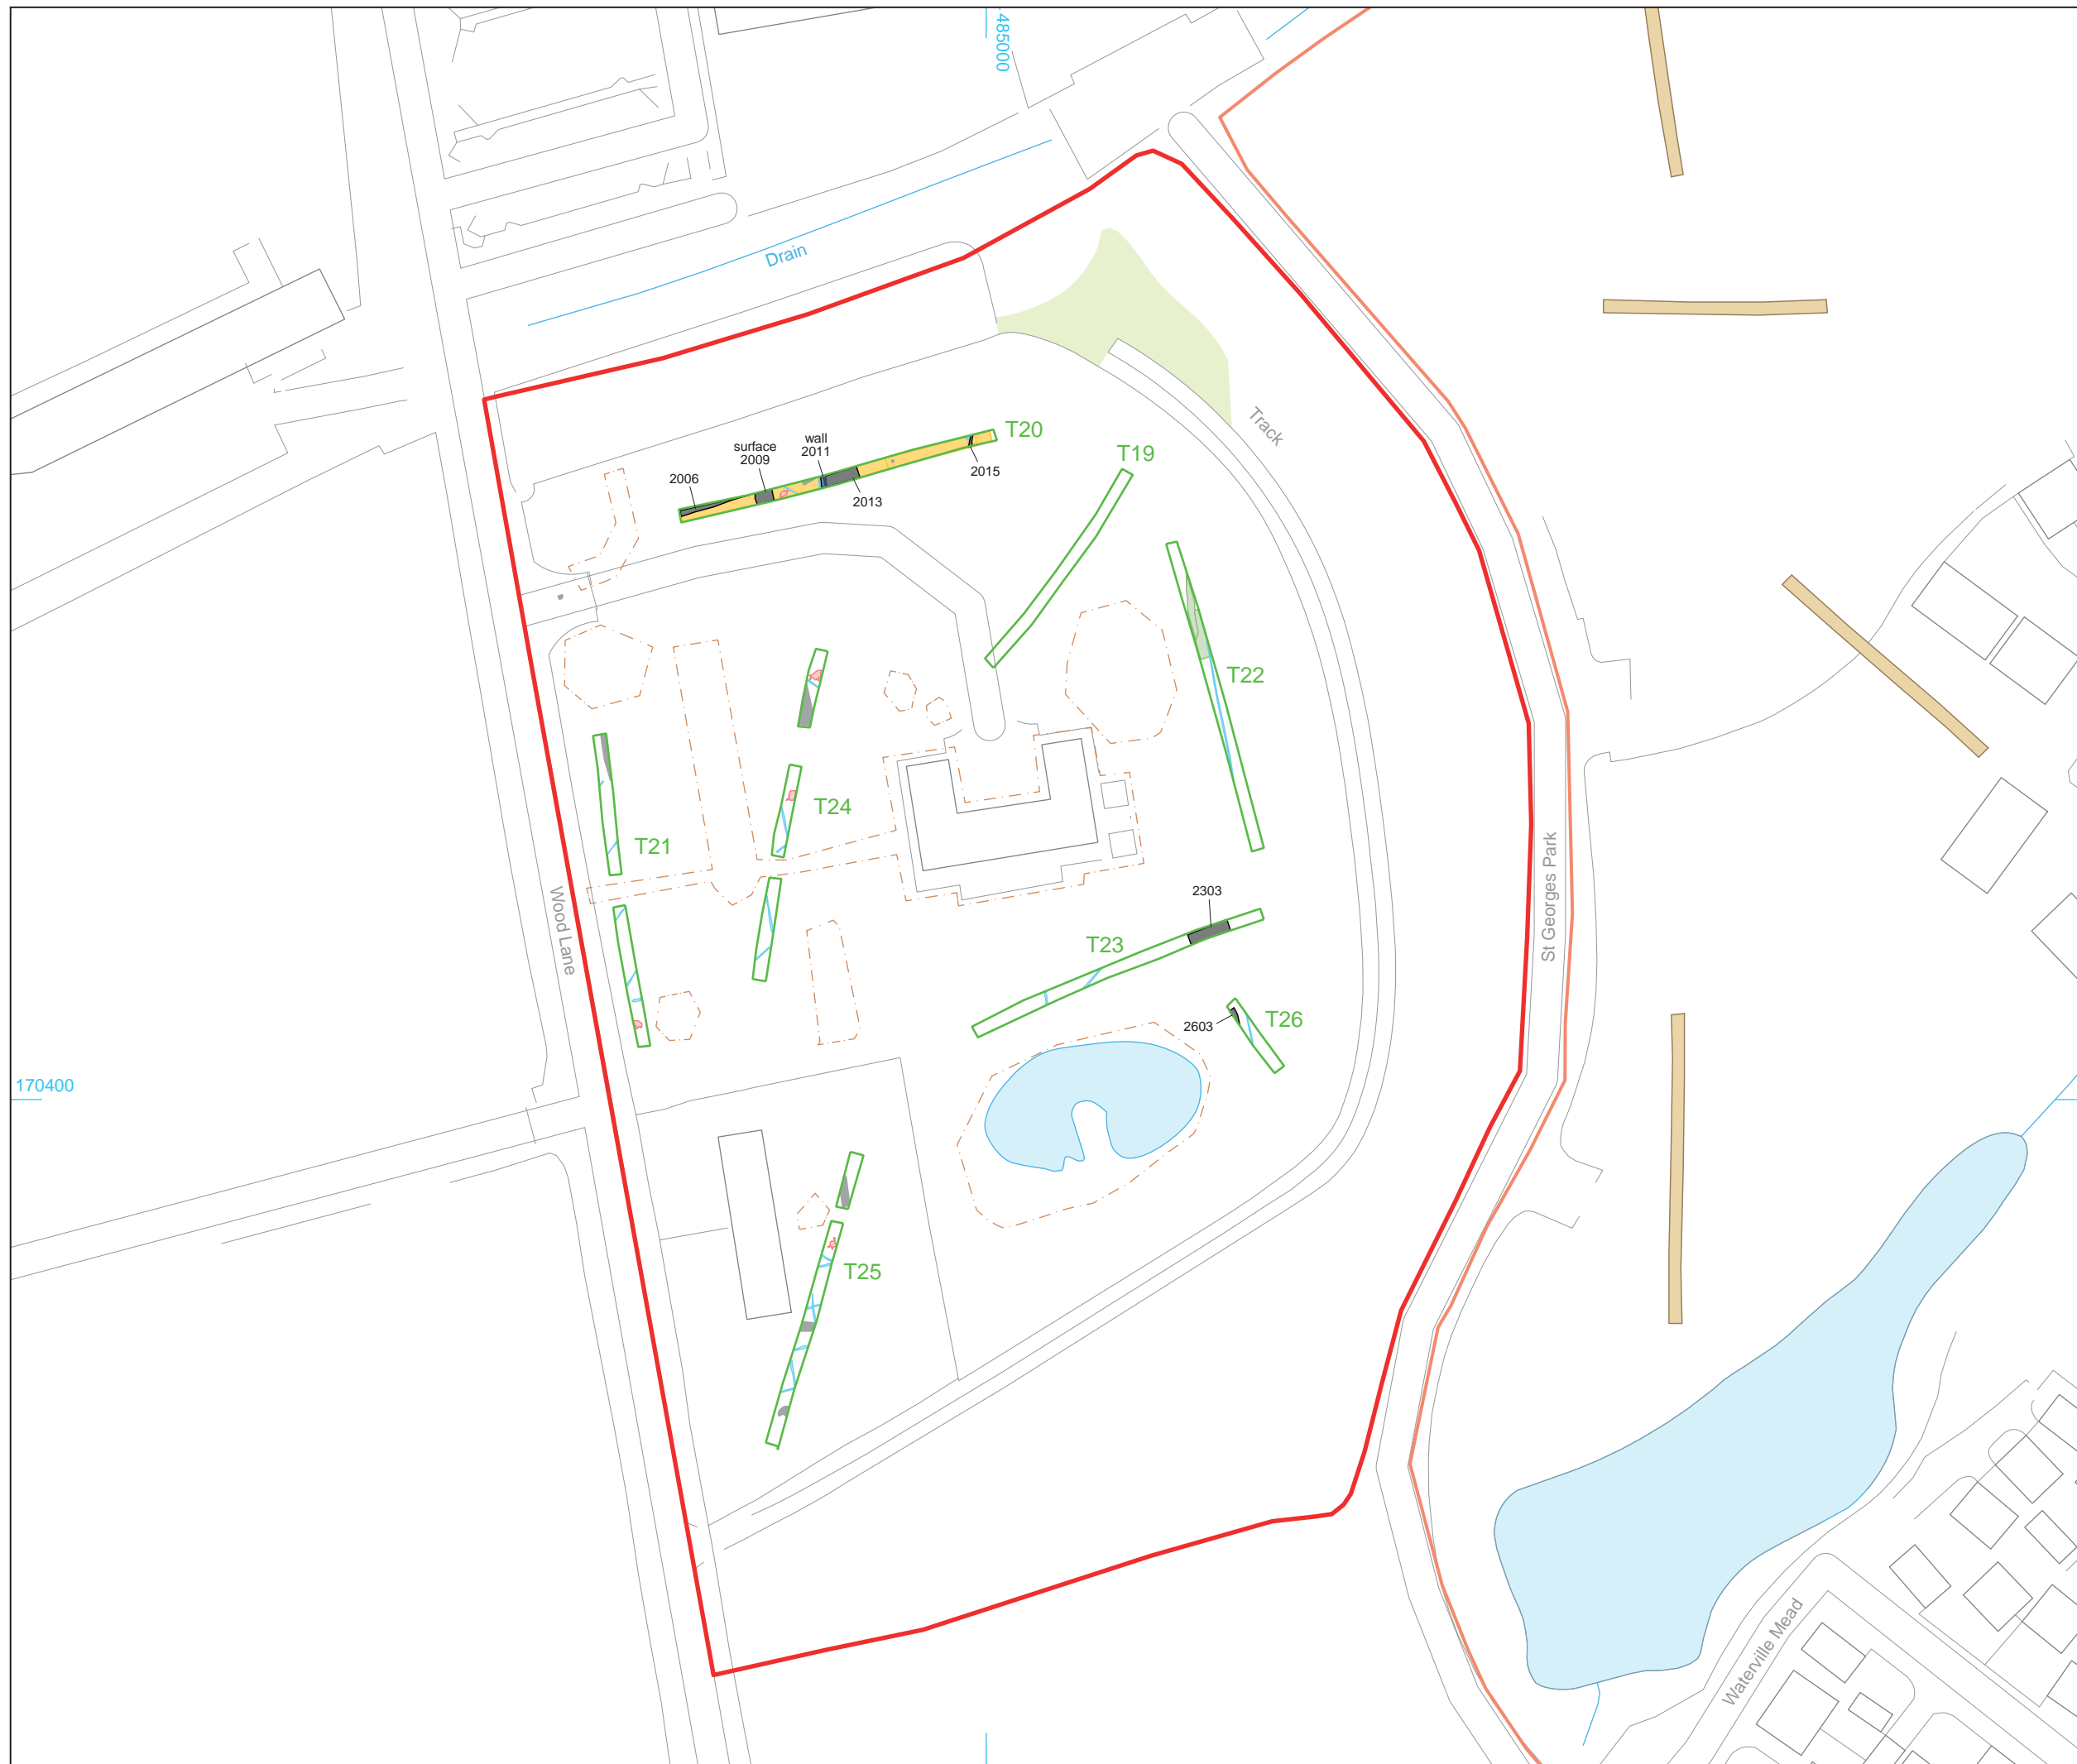 485000
Drain
Track
T20
T19
surface
2009
wall
2011
2006
2015
2013
T22
T24
T21
Wood Lane
St Georges Park
2303
T23
T26
2603
170400
T25
Waterville Mead